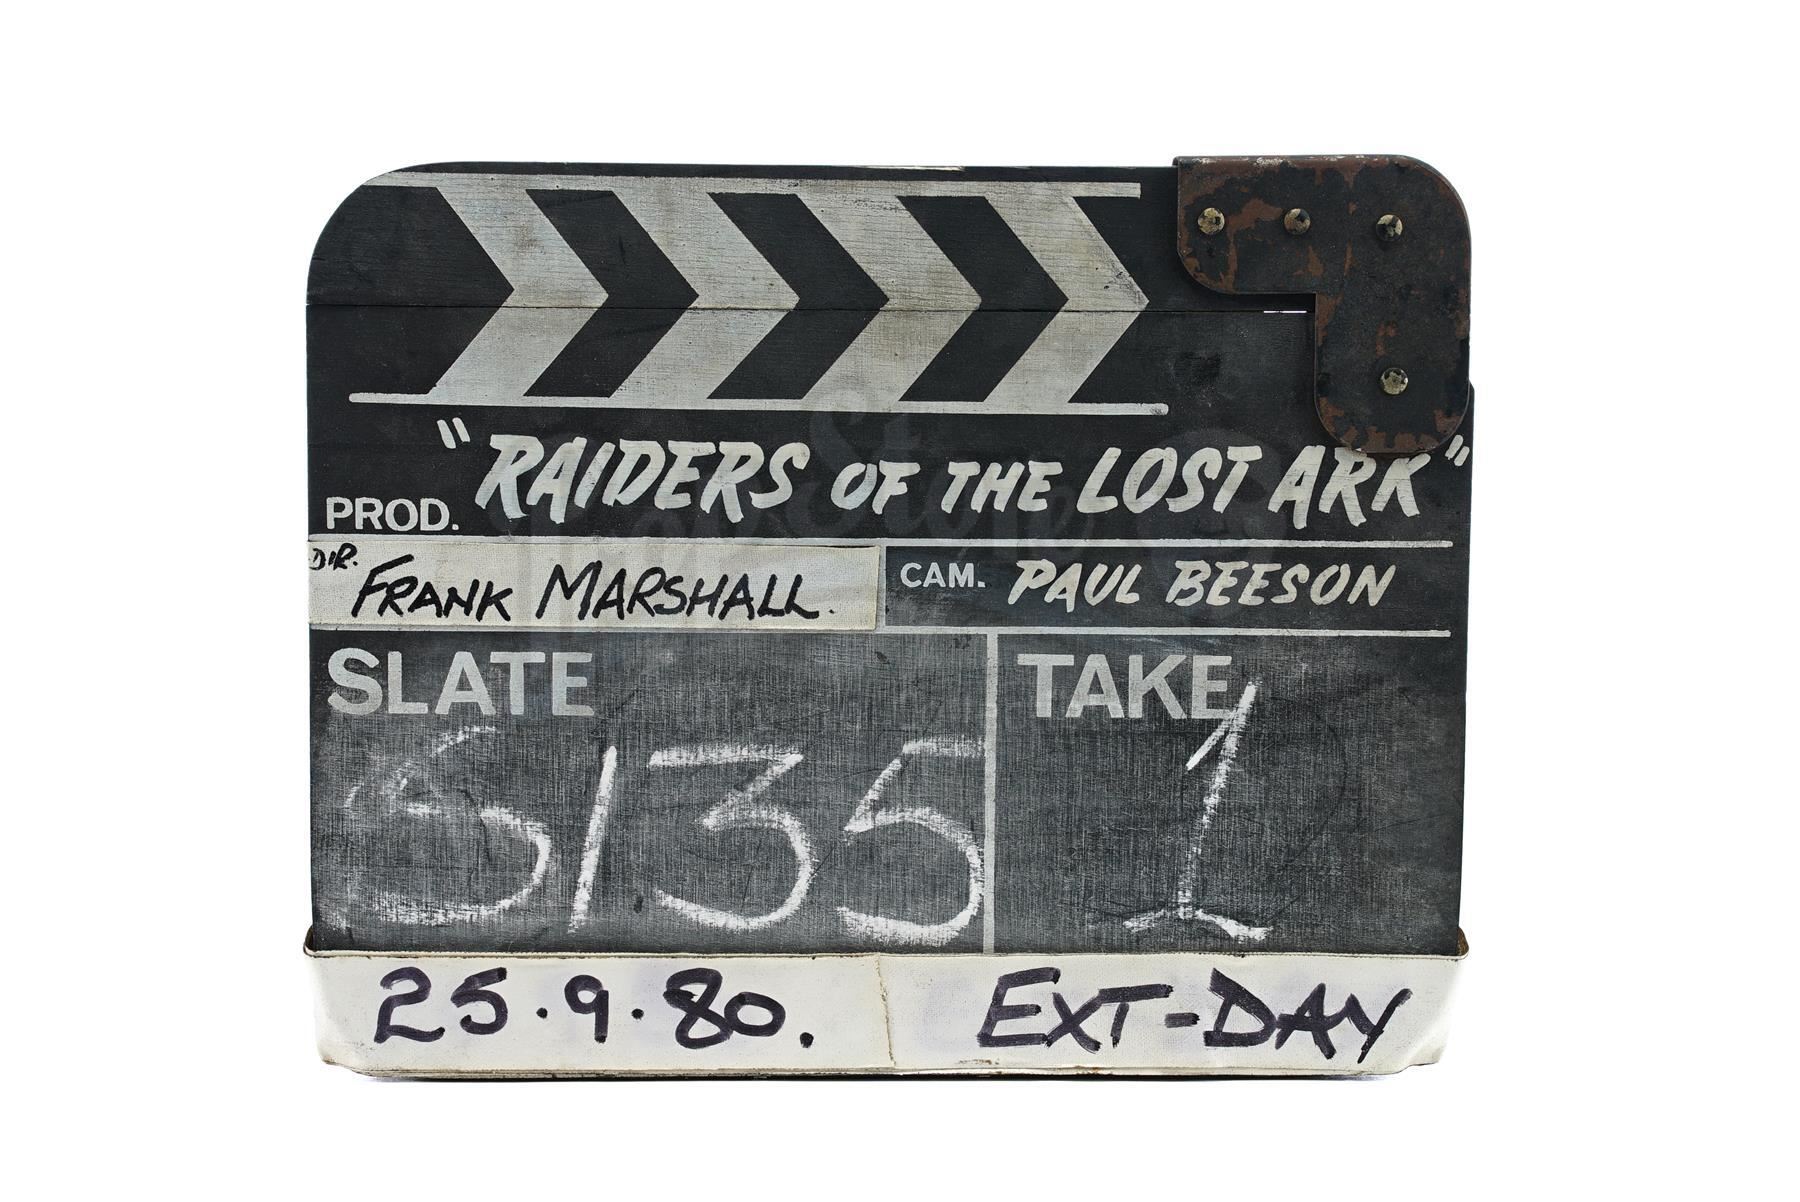 "RAIDERS OF THE LOST ARK"
PROD.
DIR. FRANK MARSHALL.
CAM. PAUL BEESON
SLATE
S135
TAKE
1
25.9.80.
EXT-DAY